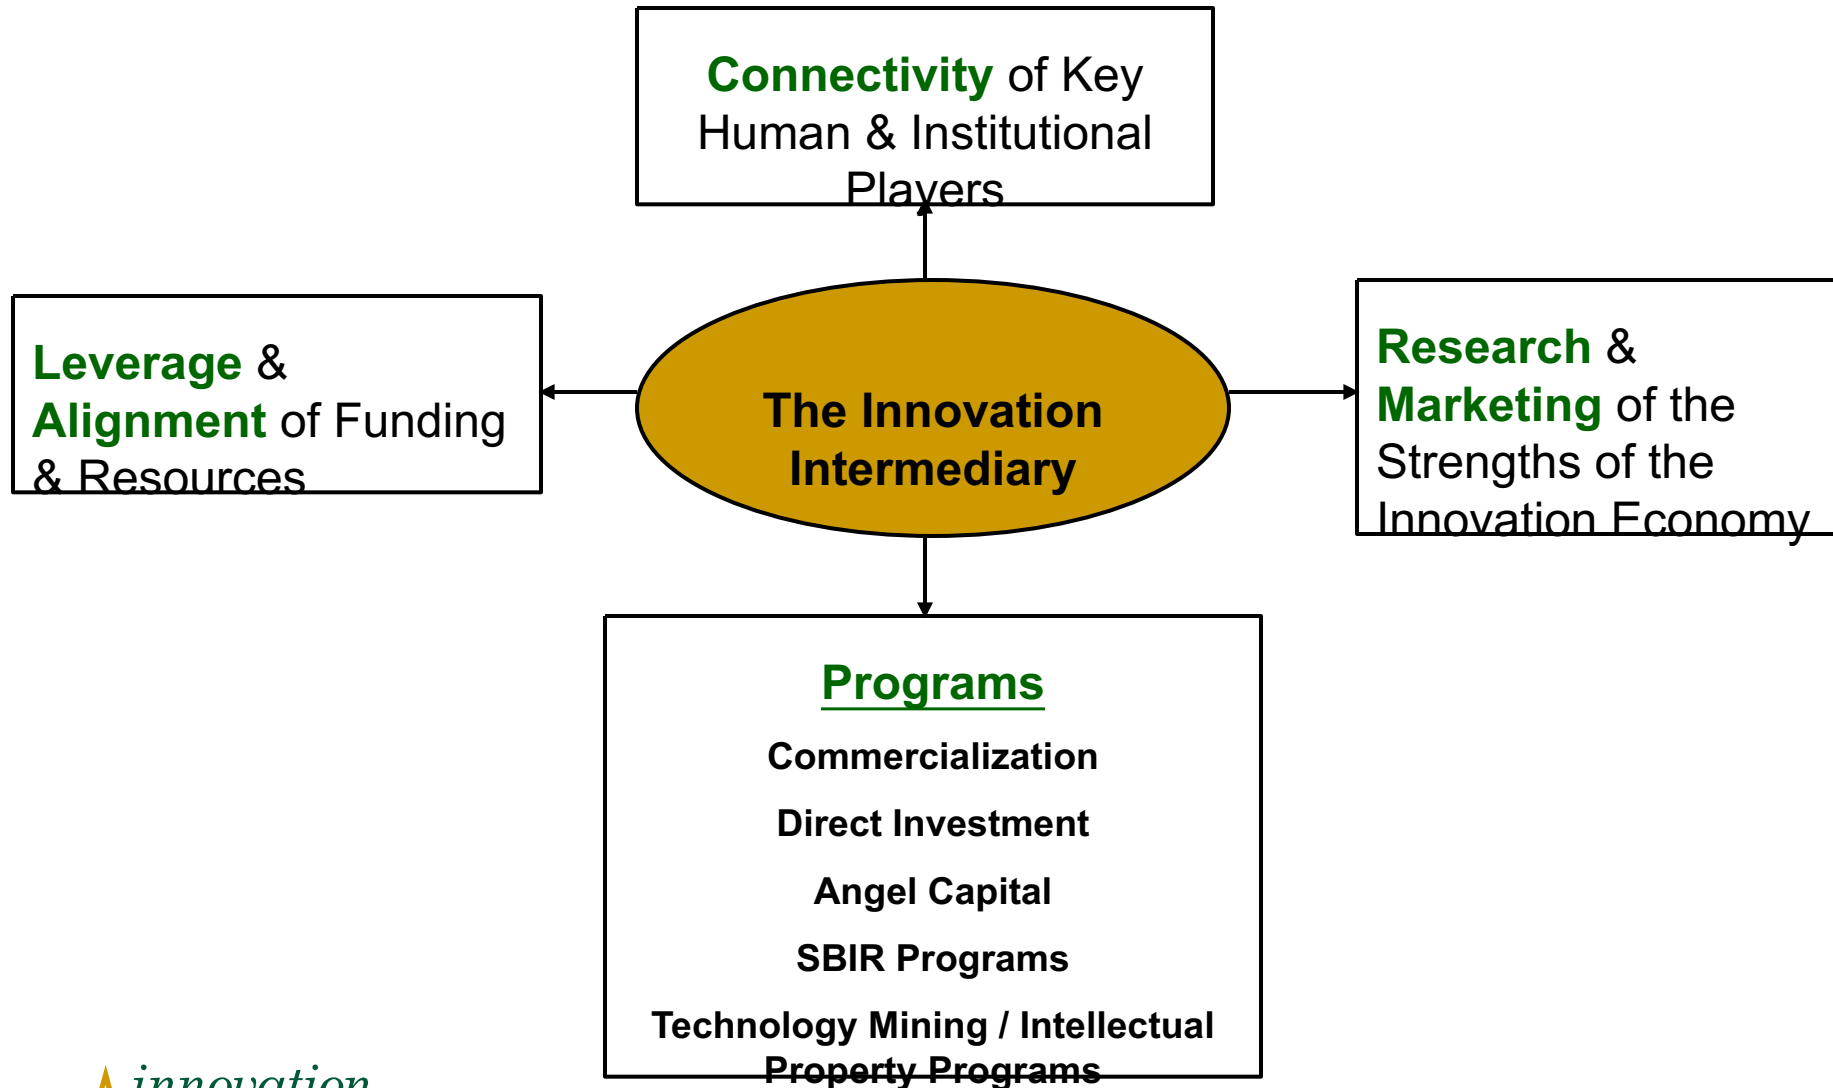 Connectivity of Key
Human & Institutional
Players
Leverage &
Alignment of Funding
& Resources
The Innovation
Intermediary
Research &
Marketing of the
Strengths of the
Innovation Economy
Programs
Commercialization
Direct Investment
Angel Capital
SBIR Programs
Technology Mining / Intellectual
Property Programs
innovation